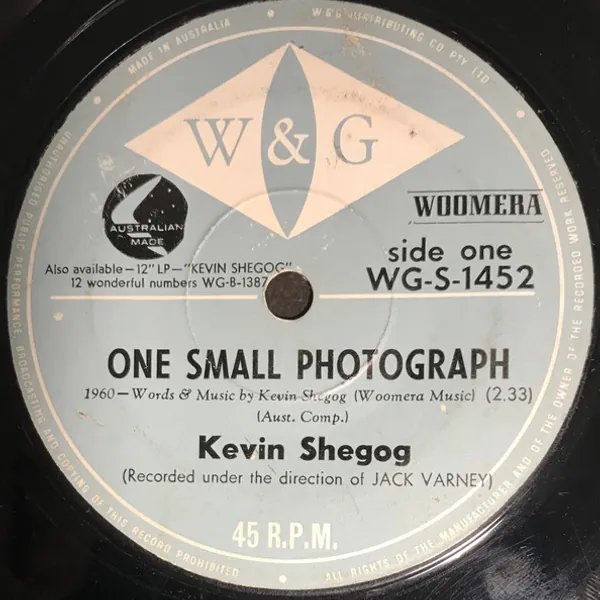 MADE IN AUSTRALIA
W & G DISTRIBUTING CO. PTY. LTD.
W & G
AUSTRALIAN
MADE
WOOMERA
side one
WG-S-1452
Also available — 12" LP — "KEVIN SHEGOG"
12 wonderful numbers WG-B-1387
ONE SMALL PHOTOGRAPH
1960 — Words & Music by Kevin Shegog (Woomera Music) (2.33)
(Aust. Comp.)
Kevin Shegog
(Recorded under the direction of JACK VARNEY)
45 R.P.M.
UNAUTHORISED PUBLIC PERFORMANCE BROADCASTING AND COPYING OF THIS RECORD PROHIBITED
ALL RIGHTS OF THE MANUFACTURER AND OF THE OWNER OF THE RECORDED WORK RESERVED